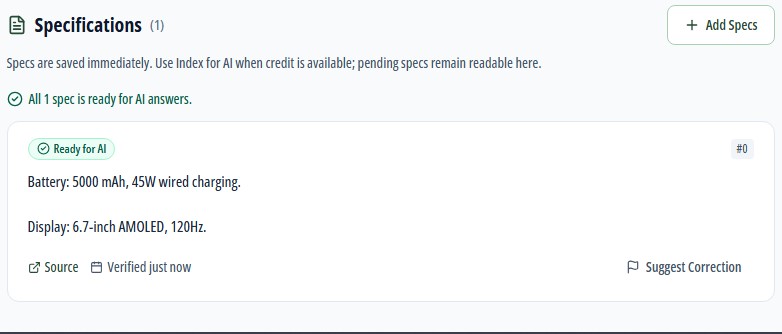 Specifications (1)
+ Add Specs
Specs are saved immediately. Use Index for AI when credit is available; pending specs remain readable here.
All 1 spec is ready for AI answers.
Ready for AI
#0
Battery: 5000 mAh, 45W wired charging.
Display: 6.7-inch AMOLED, 120Hz.
Source
Verified just now
Suggest Correction